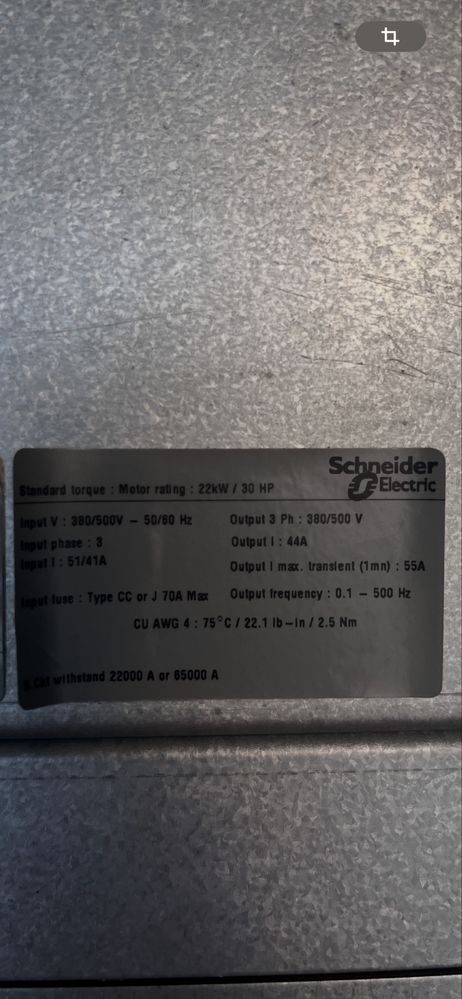 Schneider
Electric
Standard torque : Motor rating : 22kW / 30 HP
Input V : 380/500V – 50/60 Hz
Output 3 Ph : 380/500 V
Input phase : 3
Output I : 44A
Input I : 51/41A
Output I max. transient (1mn) : 55A
Input fuse : Type CC or J 70A Max
Output frequency : 0.1 – 500 Hz
CU AWG 4 : 75°C / 22.1 lb–in / 2.5 Nm
withstand 22000 A or 65000 A